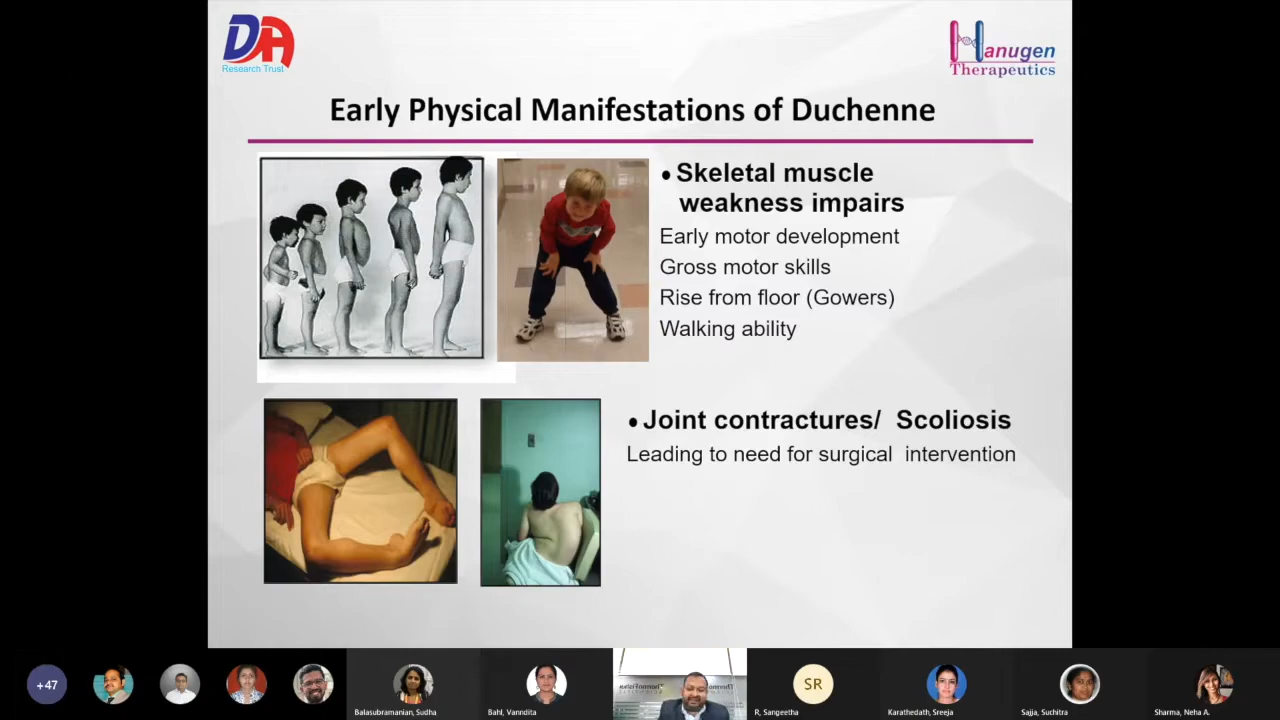 DA
Research Trust
Hanugen
Therapeutics
Early Physical Manifestations of Duchenne
• Skeletal muscle
weakness impairs
Early motor development
Gross motor skills
Rise from floor (Gowers)
Walking ability
• Joint contractures/ Scoliosis
Leading to need for surgical intervention
+47
Balasubramanian, Sudha
Bahl, Vanndita
SR
R, Sangeetha
Karathedath, Sreeja
Sajja, Suchitra
Sharma, Neha A.